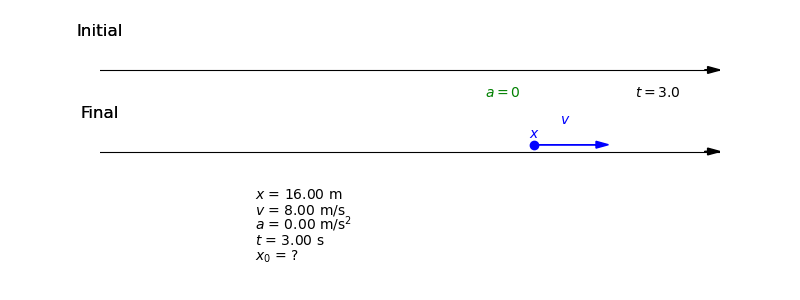 Initial
a = 0
t = 3.0
Final
v
x
x = 16.00 m
v = 8.00 m/s
a = 0.00 m/s²
t = 3.00 s
x₀ = ?